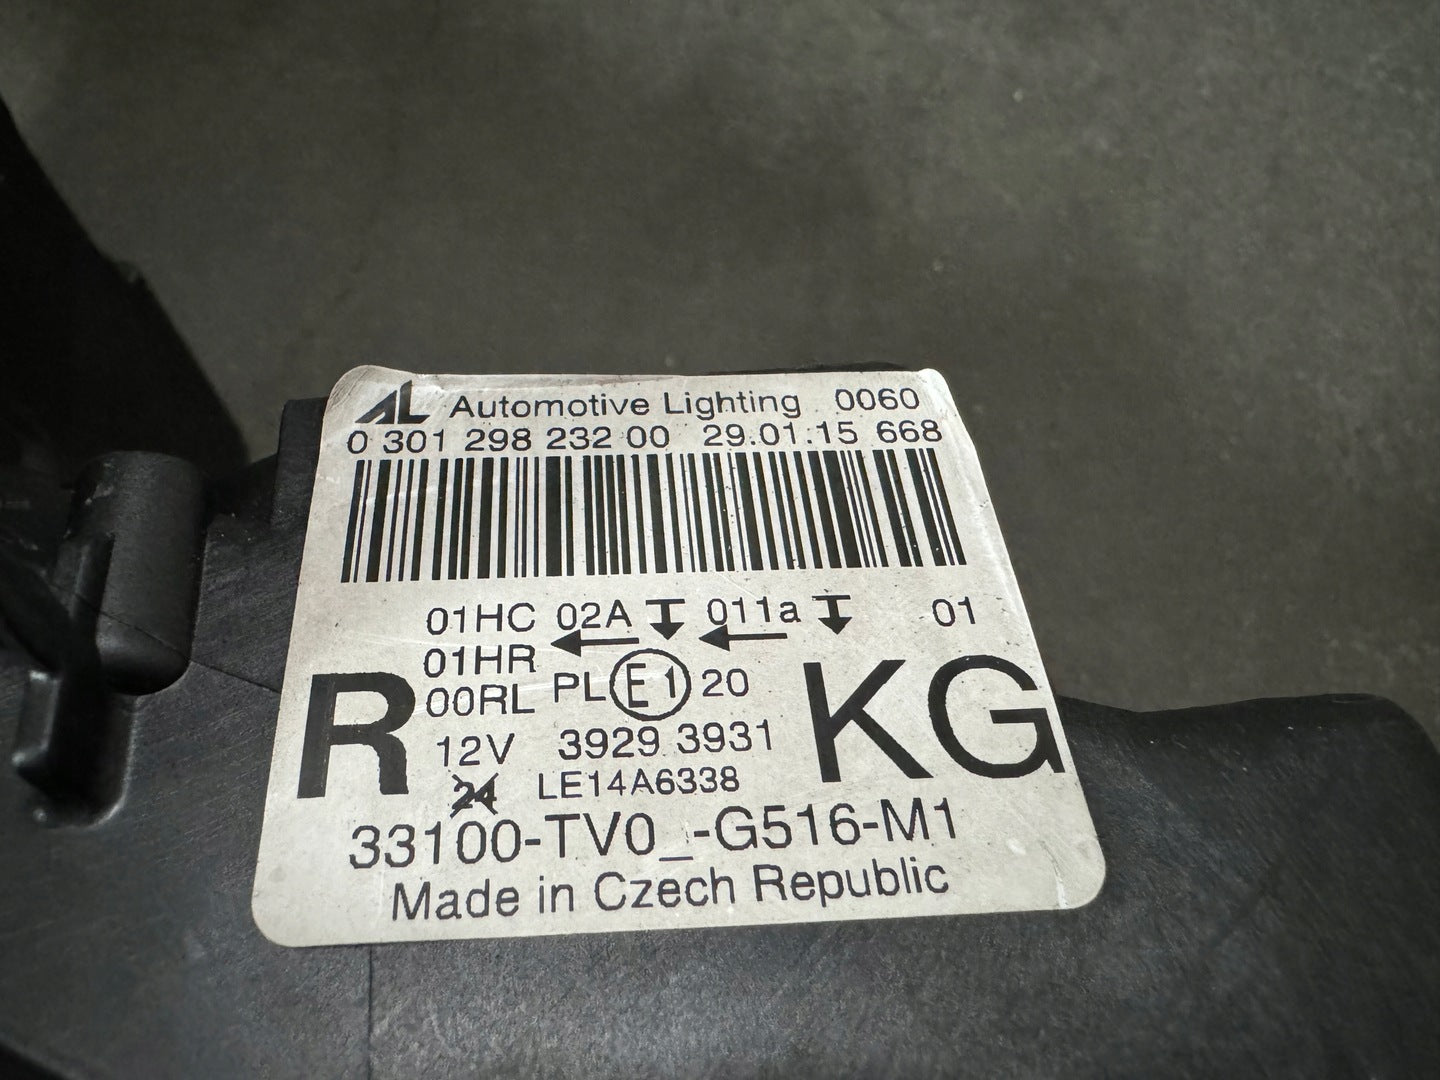 AL Automotive Lighting 0060
0 301 298 232 00 29.01.15 668
01HC 02A 011a 01
01HR
00RL PL E1 20
R KG
12V 3929 3931
24 LE14A6338
33100-TV0_-G516-M1
Made in Czech Republic